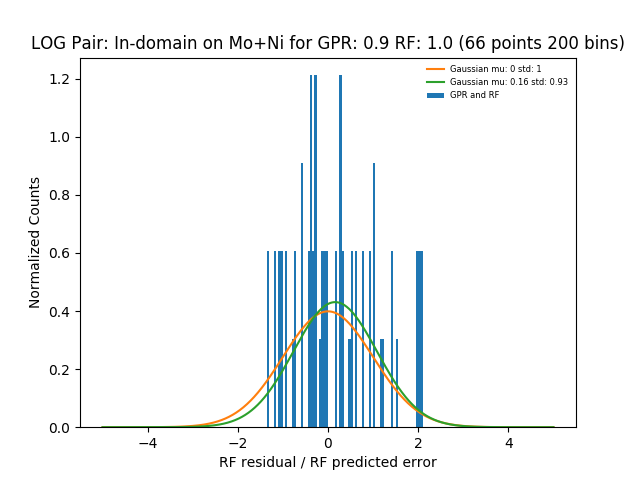 LOG Pair: In-domain on Mo+Ni for GPR: 0.9 RF: 1.0 (66 points 200 bins)
Gaussian mu: 0 std: 1
Gaussian mu: 0.16 std: 0.93
GPR and RF
Normalized Counts
1.2
1.0
0.8
0.6
0.4
0.2
0.0
−4 −2 0 2 4
RF residual / RF predicted error